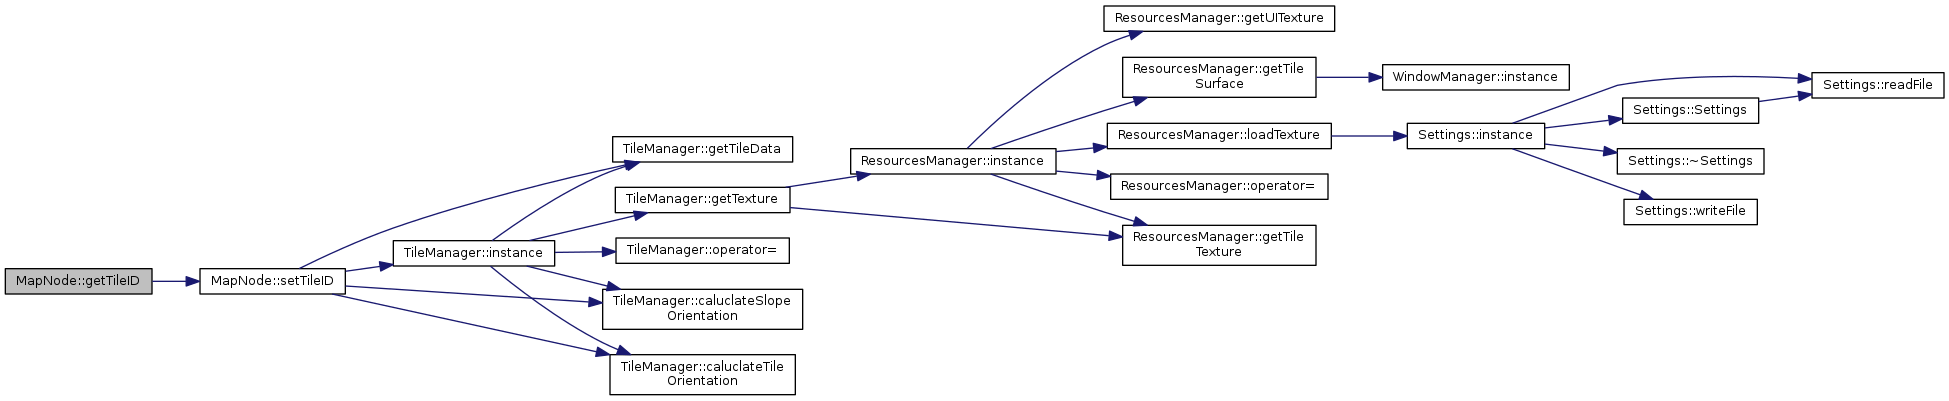 MapNode::getTileID
MapNode::setTileID
TileManager::getTileData
TileManager::instance
TileManager::getTexture
TileManager::operator=
TileManager::caluclateSlope
Orientation
TileManager::caluclateTile
Orientation
ResourcesManager::instance
ResourcesManager::getUITexture
ResourcesManager::getTile
Surface
ResourcesManager::loadTexture
ResourcesManager::operator=
ResourcesManager::getTile
Texture
WindowManager::instance
Settings::instance
Settings::Settings
Settings::~Settings
Settings::writeFile
Settings::readFile